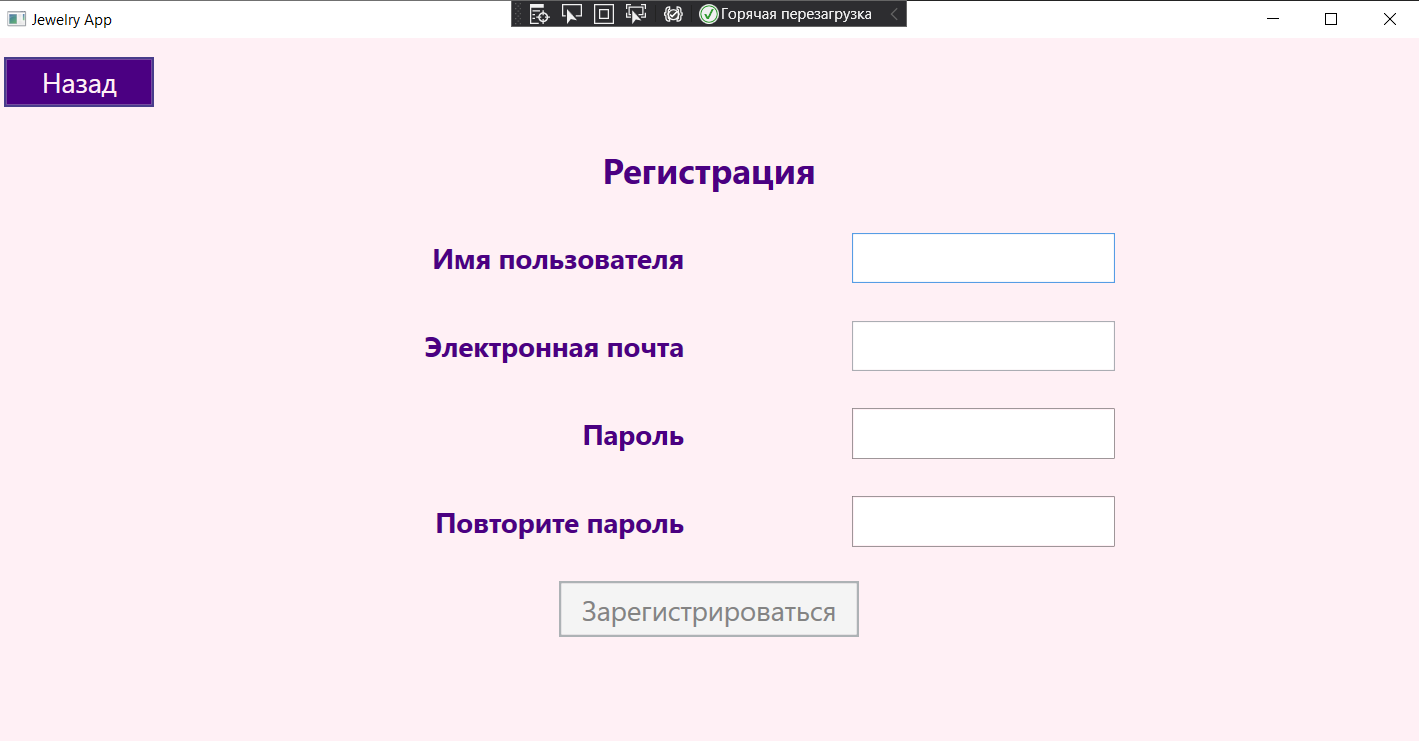 Jewelry App
Горячая перезагрузка
Назад
Регистрация
Имя пользователя
Электронная почта
Пароль
Повторите пароль
Зарегистрироваться